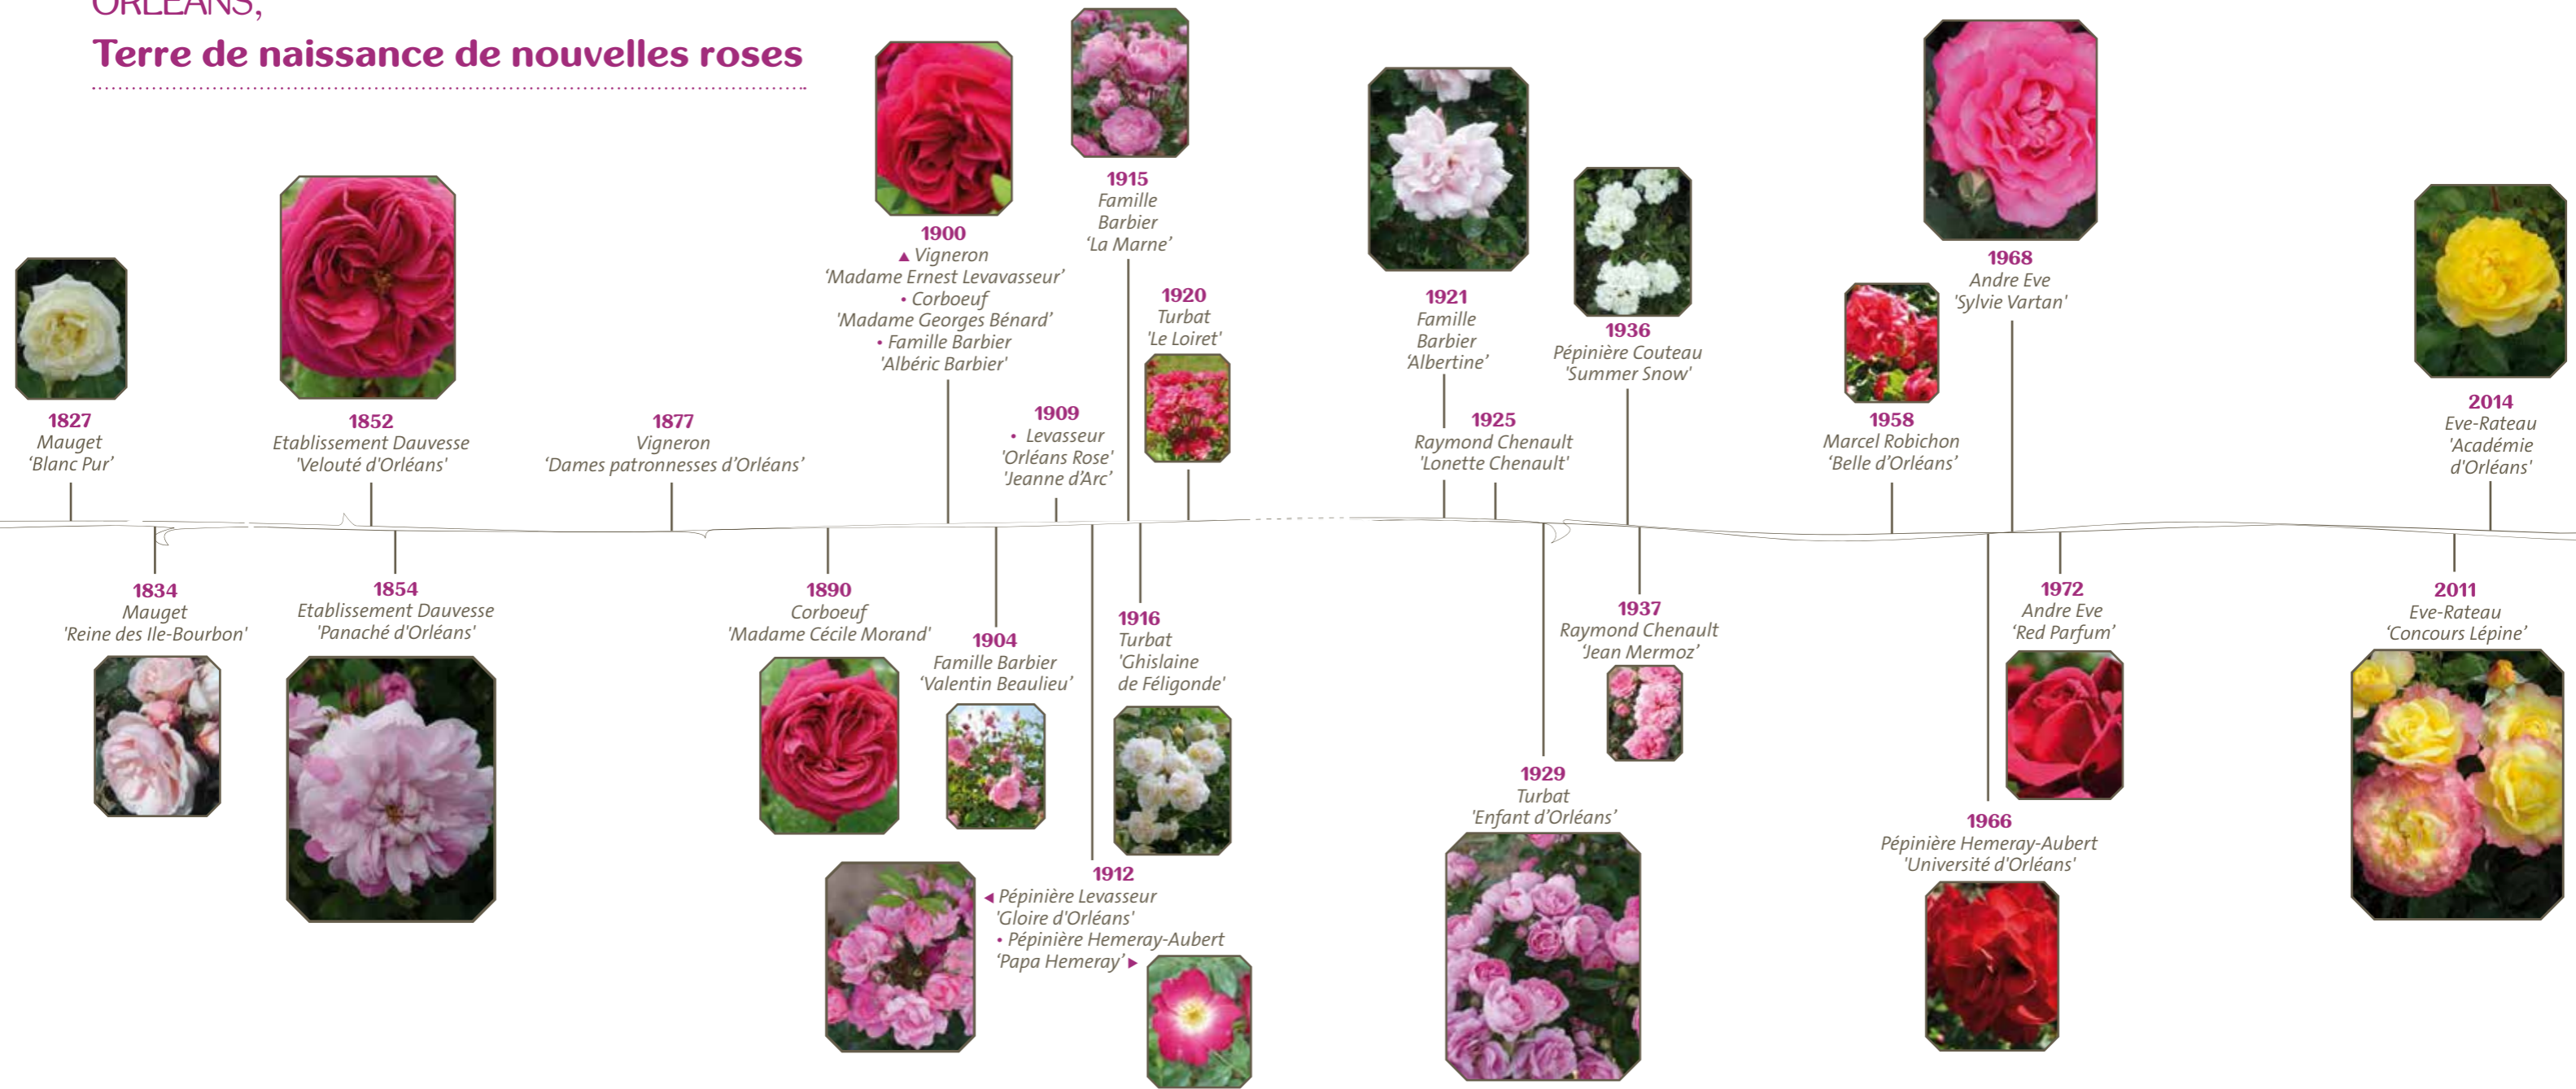 ORLÉANS,
Terre de naissance de nouvelles roses
1827
Mauget
‘Blanc Pur’
1834
Mauget
'Reine des Ile-Bourbon'
1852
Etablissement Dauvesse
'Velouté d'Orléans'
1854
Etablissement Dauvesse
'Panaché d'Orléans'
1877
Vigneron
‘Dames patronnesses d’Orléans’
1890
Corboeuf
'Madame Cécile Morand'
1900
▲ Vigneron
‘Madame Ernest Levavasseur’
• Corboeuf
'Madame Georges Bénard’
• Famille Barbier
'Albéric Barbier'
1904
Famille Barbier
‘Valentin Beaulieu’
1909
• Levasseur
'Orléans Rose'
'Jeanne d’Arc’
1912
◄ Pépinière Levasseur
'Gloire d'Orléans'
• Pépinière Hemeray-Aubert
‘Papa Hemeray’ ►
1915
Famille
Barbier
‘La Marne’
1916
Turbat
'Ghislaine
de Féligonde'
1920
Turbat
'Le Loiret'
1921
Famille
Barbier
‘Albertine’
1925
Raymond Chenault
'Lonette Chenault'
1929
Turbat
'Enfant d’Orléans’
1936
Pépinière Couteau
'Summer Snow'
1937
Raymond Chenault
‘Jean Mermoz’
1958
Marcel Robichon
‘Belle d’Orléans’
1966
Pépinière Hemeray-Aubert
'Université d'Orléans'
1968
Andre Eve
'Sylvie Vartan'
1972
Andre Eve
‘Red Parfum’
2011
Eve-Rateau
‘Concours Lépine’
2014
Eve-Rateau
'Académie
d'Orléans'